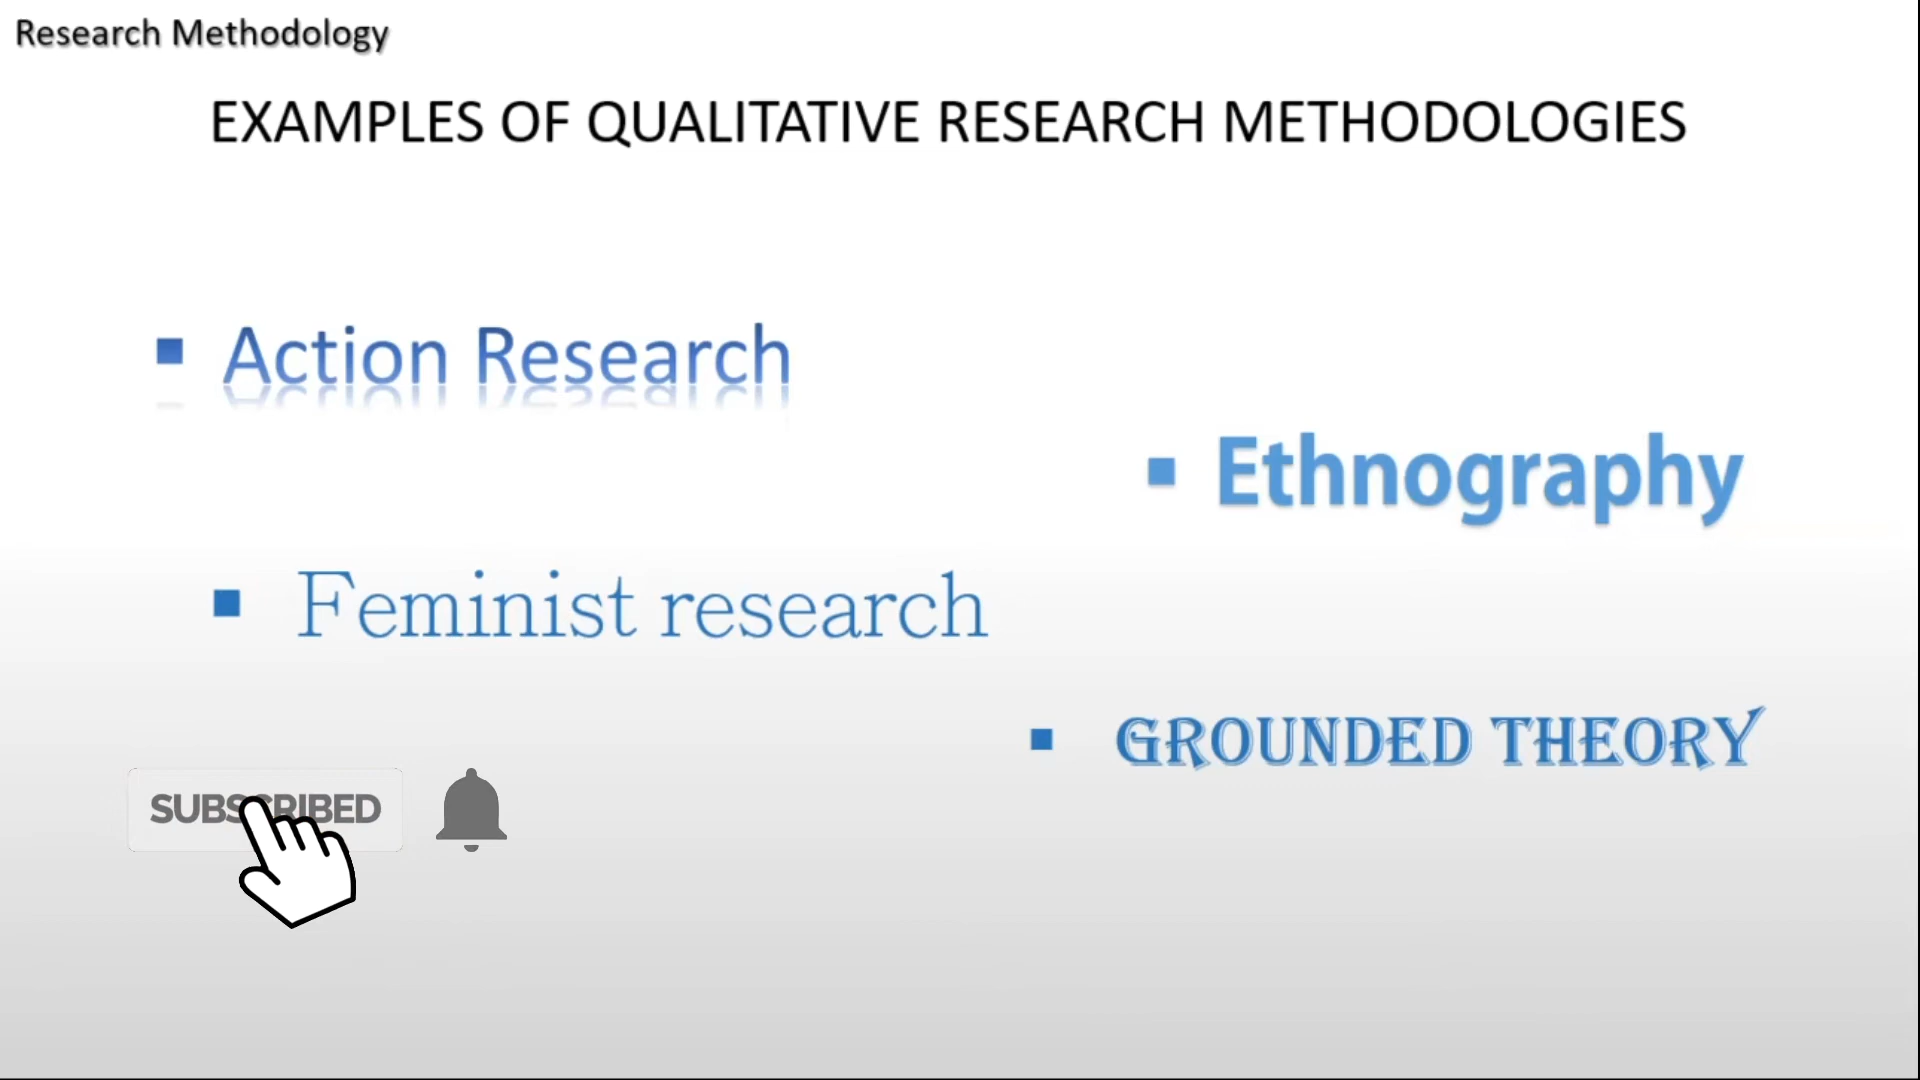 Research Methodology
EXAMPLES OF QUALITATIVE RESEARCH METHODOLOGIES
Action Research
Ethnography
Feminist research
GROUNDED THEORY
SUBSCRIBED